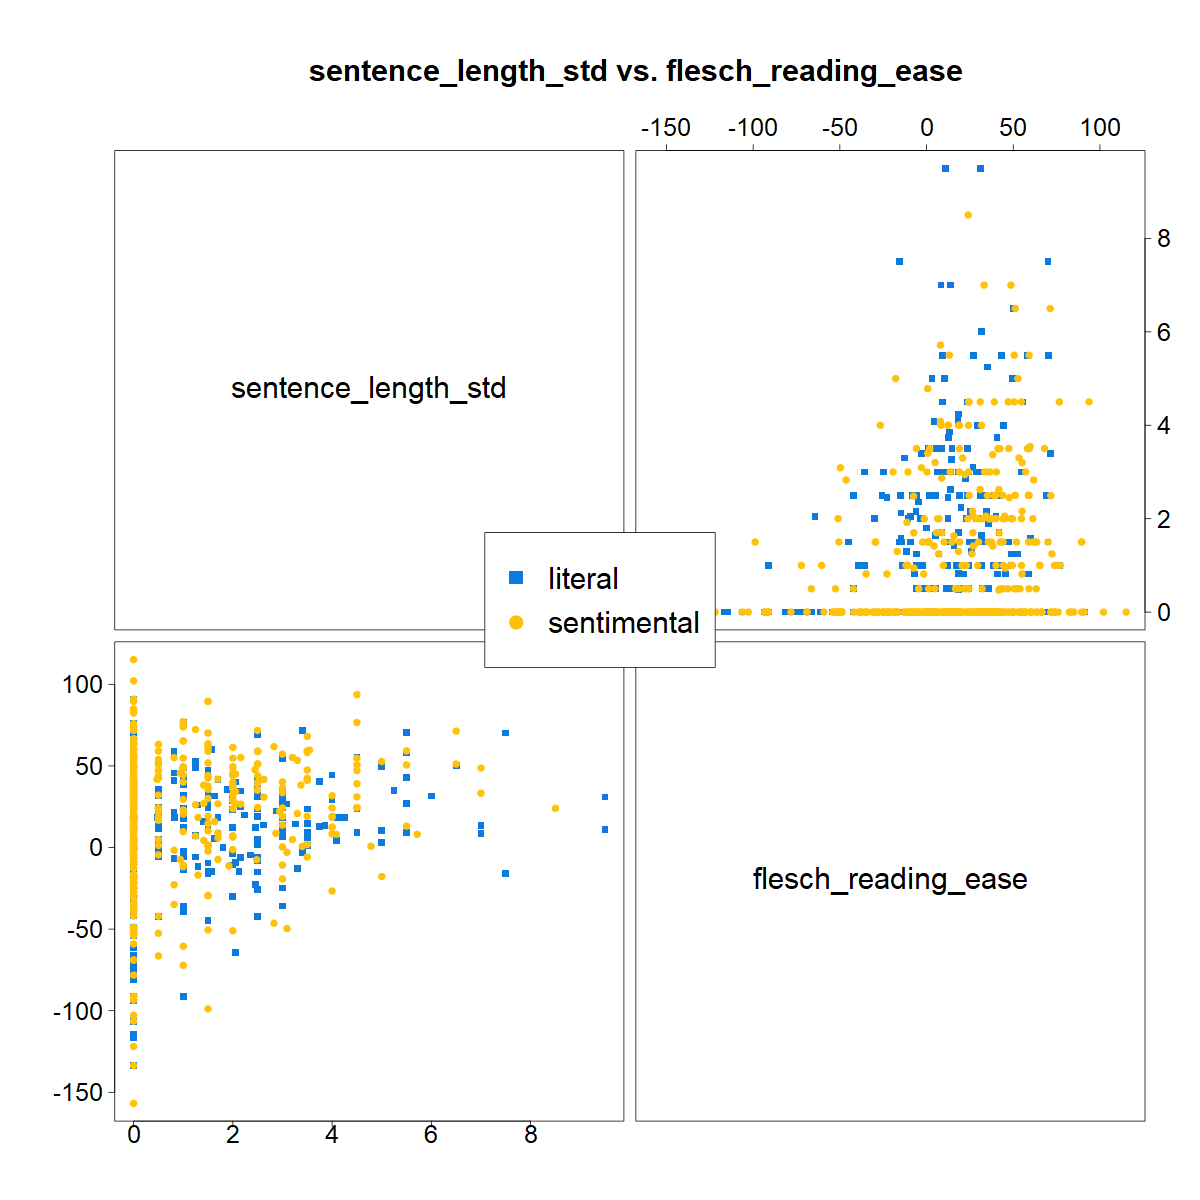 sentence_length_std vs. flesch_reading_ease
-150 -100 -50 0 50 100
sentence_length_std
8
6
4
2
0
literal
sentimental
100
50
0
-50
-100
-150
flesch_reading_ease
0 2 4 6 8